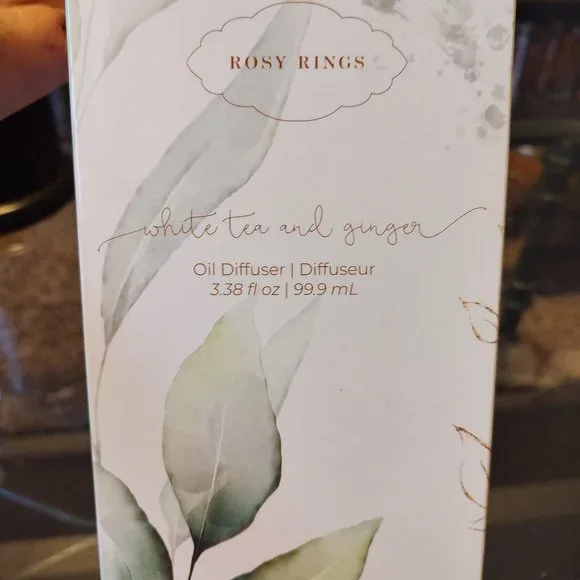 ROSY RINGS
white tea and ginger
Oil Diffuser | Diffuseur
3.38 fl oz | 99.9 mL